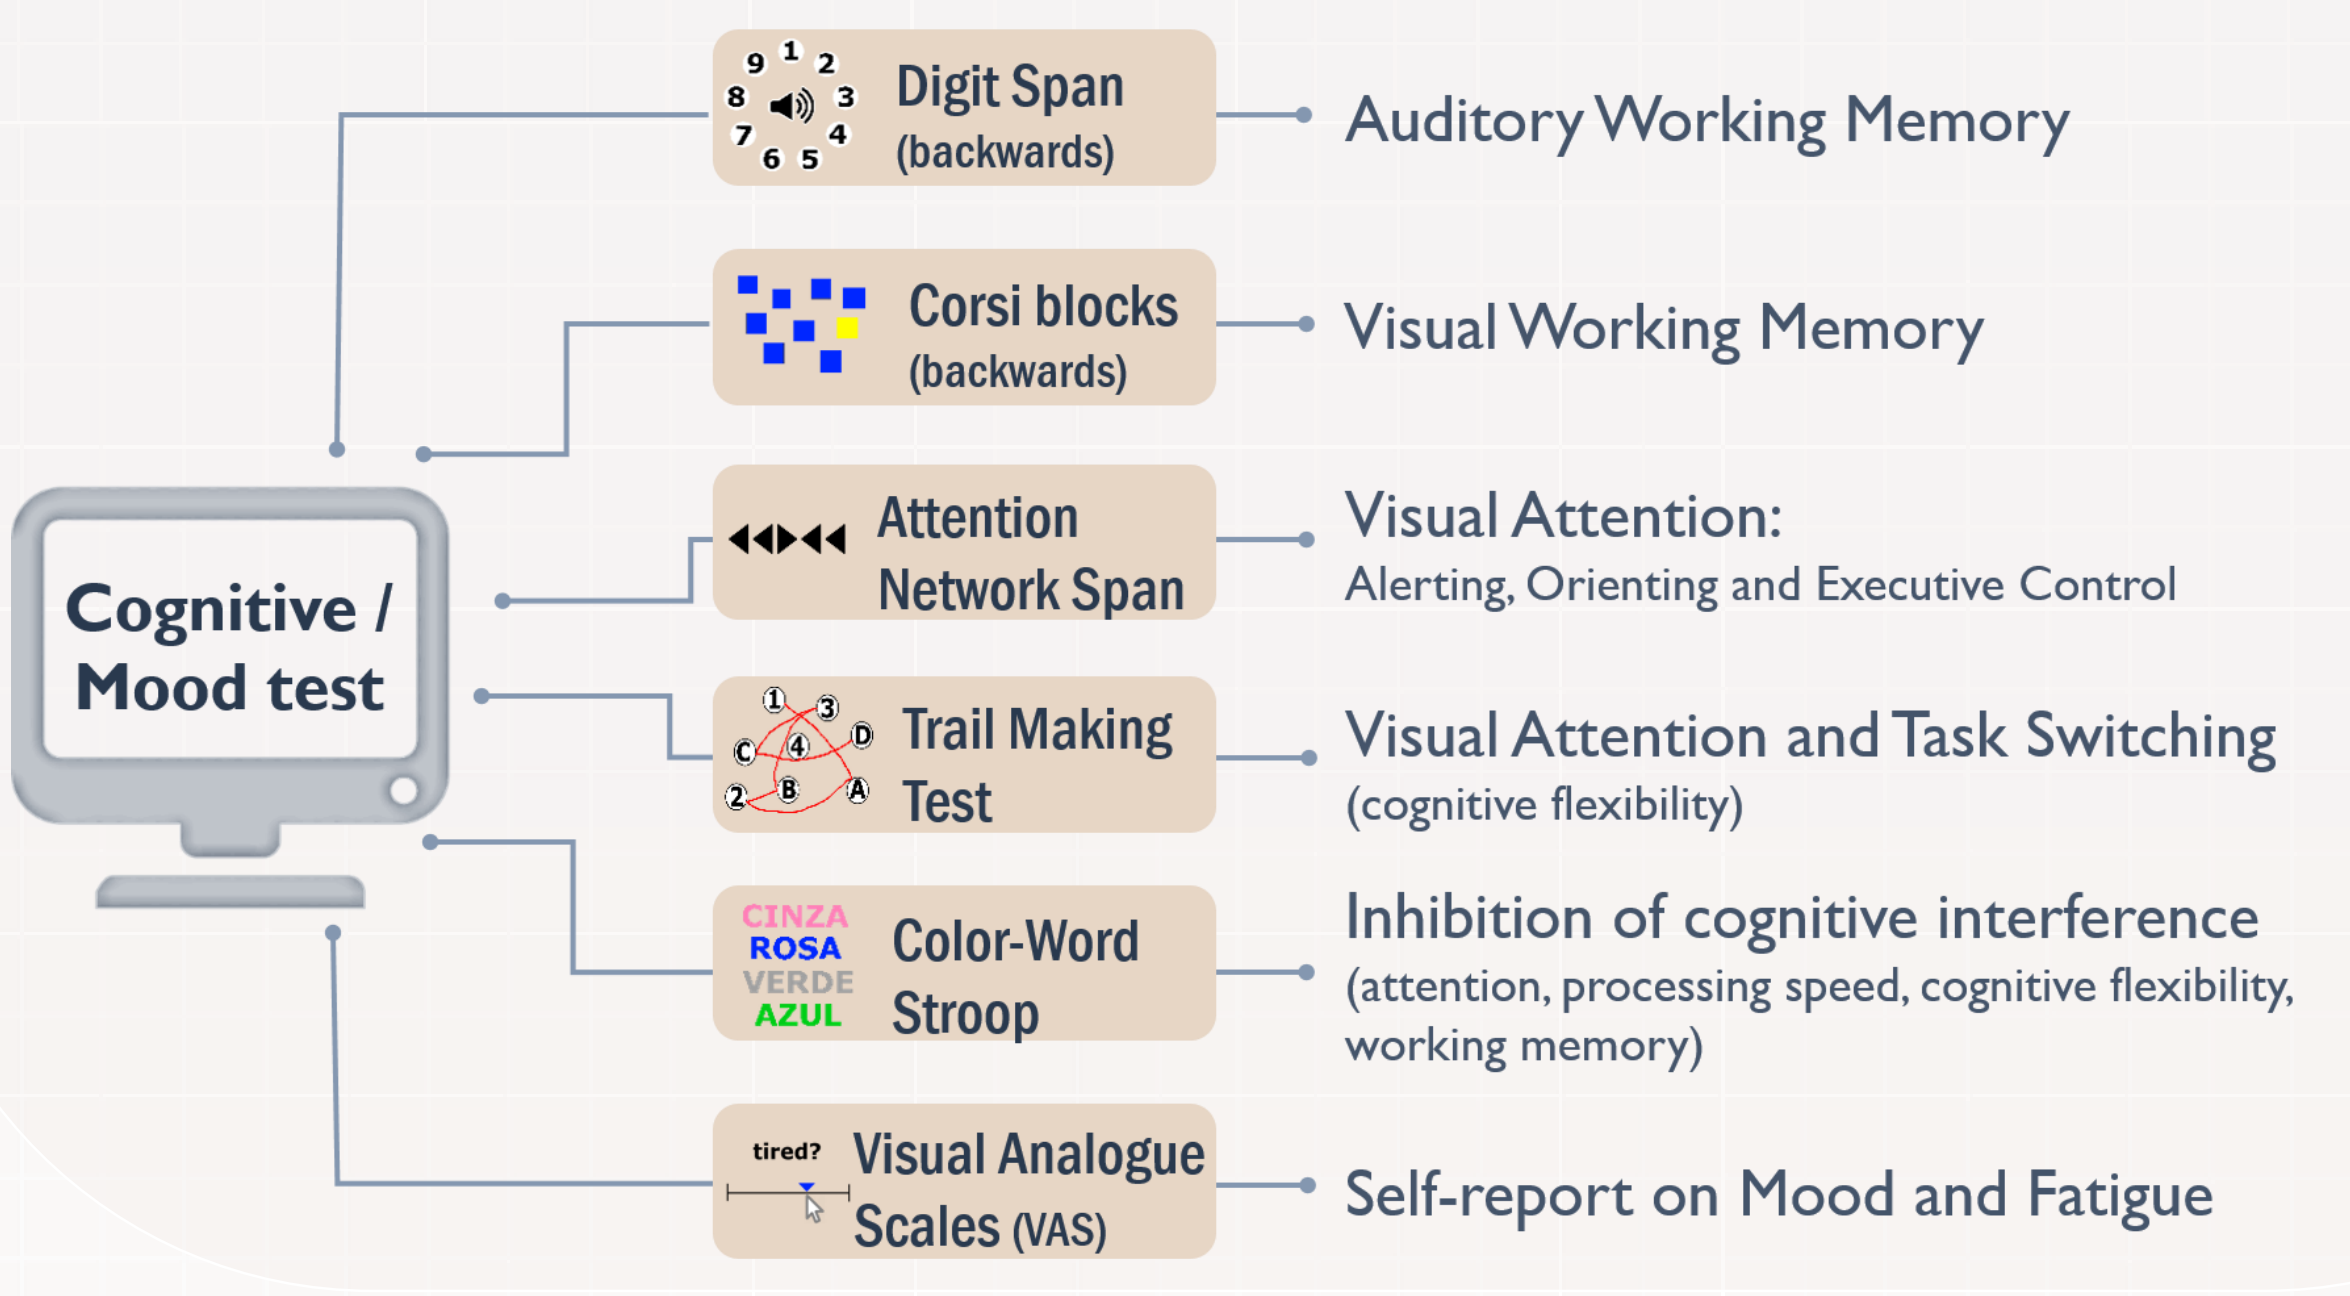 Cognitive /
Mood test
1
2
3
4
5
6
7
8
9
Digit Span
(backwards)
Auditory Working Memory
Corsi blocks
(backwards)
Visual Working Memory
Attention
Network Span
Visual Attention:
Alerting, Orienting and Executive Control
1
3
D
C
4
2
B
A
Trail Making
Test
Visual Attention and Task Switching
(cognitive flexibility)
CINZA
ROSA
VERDE
AZUL
Color-Word
Stroop
Inhibition of cognitive interference
(attention, processing speed, cognitive flexibility,
working memory)
tired?
Visual Analogue
Scales (VAS)
Self-report on Mood and Fatigue